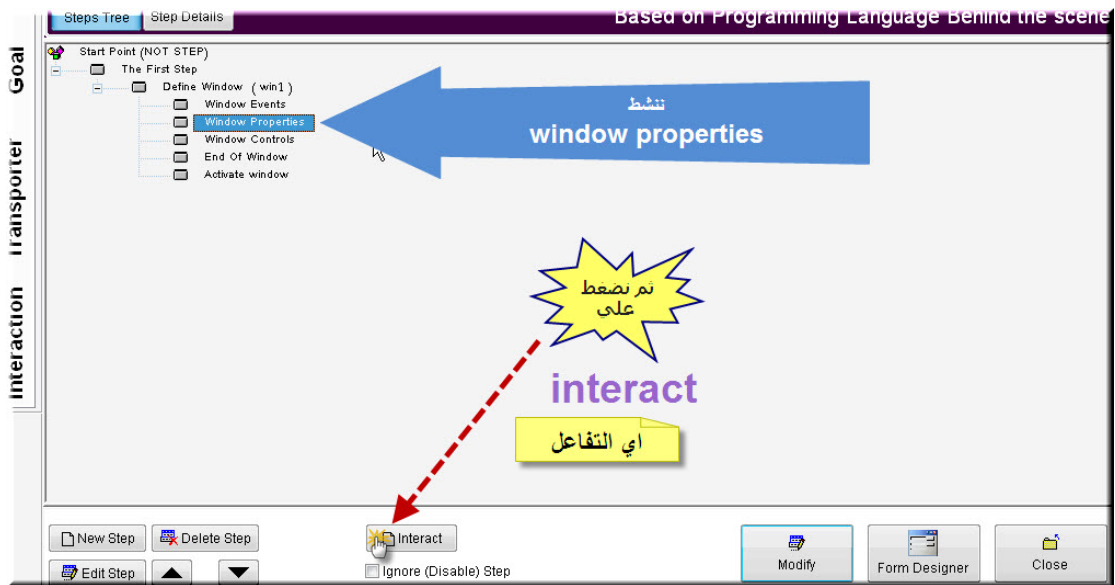 Steps Tree
Step Details
Based on Programming Language Behind the scene
Goal
Transporter
Interaction
Start Point (NOT STEP)
The First Step
Define Window ( win1 )
Window Events
Window Properties
Window Controls
End Of Window
Activate window
ننشط
window properties
ثم نضغط
علي
interact
اي التفاعل
New Step
Delete Step
Interact
Edit Step
Ignore (Disable) Step
Modify
Form Designer
Close